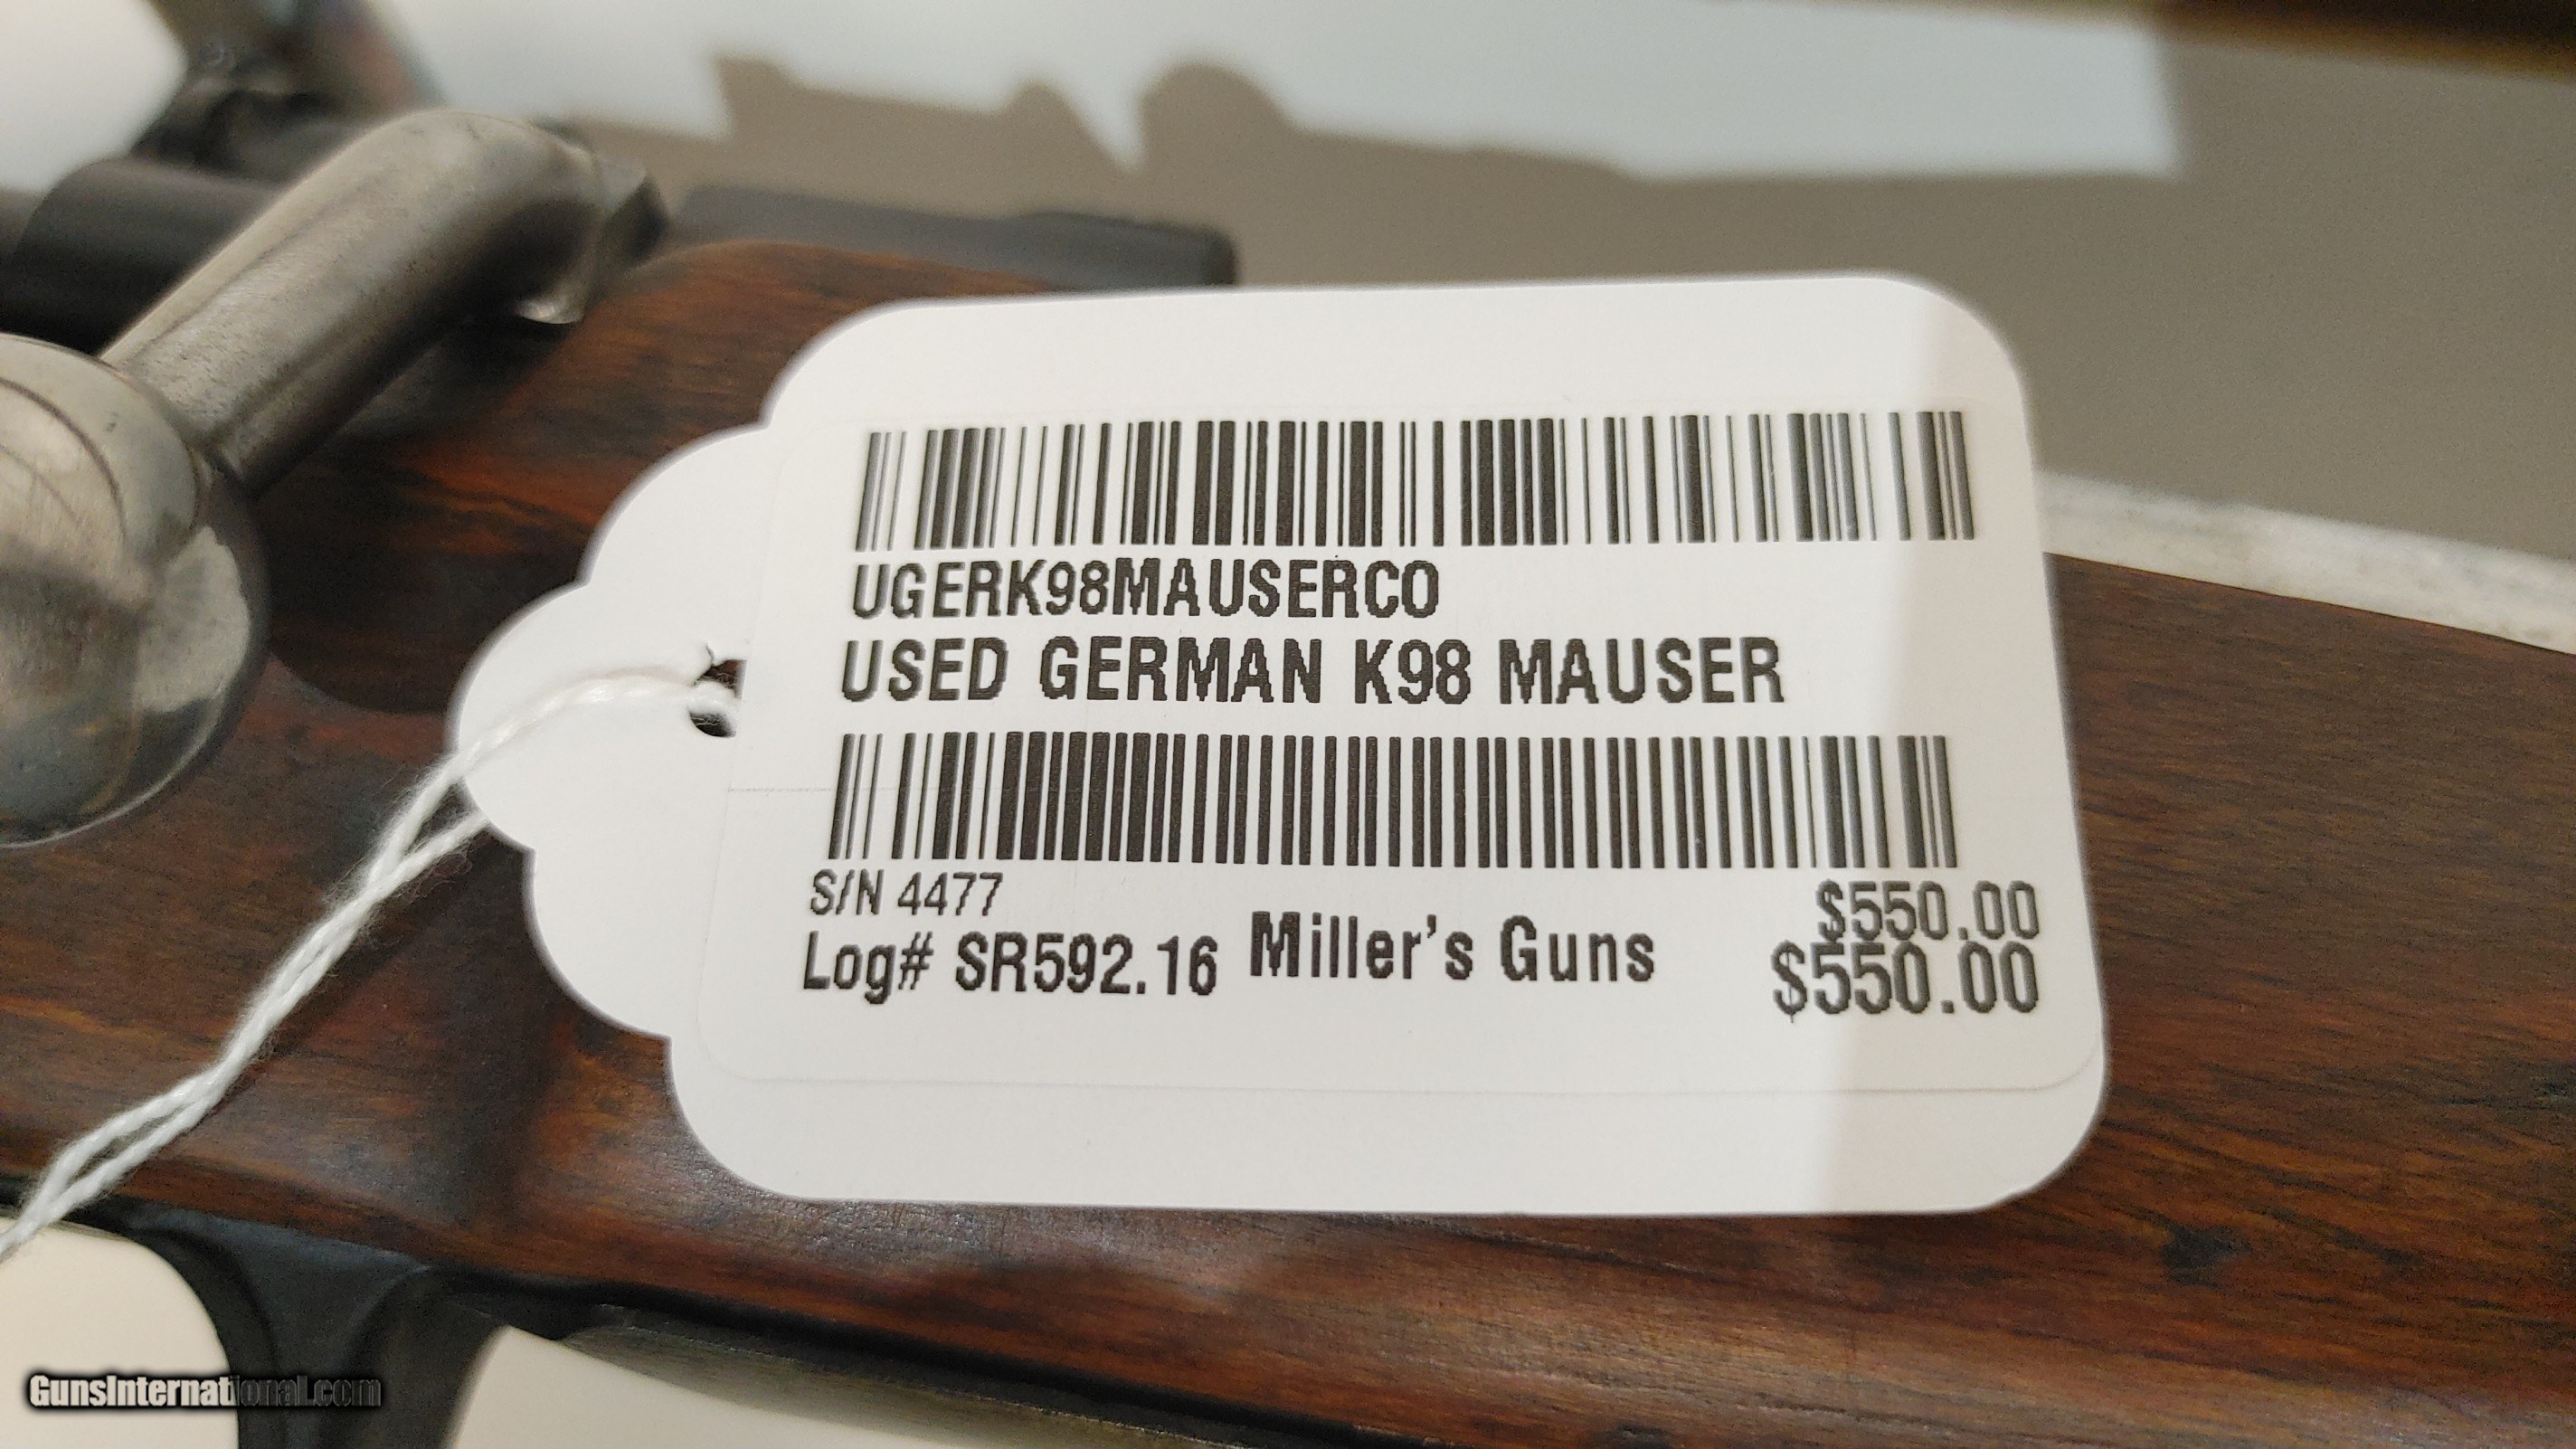 UGERK98MAUSERCO
USED GERMAN K98 MAUSER
S/N 4477
$550.00
Log# SR592.16 Miller's Guns $550.00
GunsInternational.com